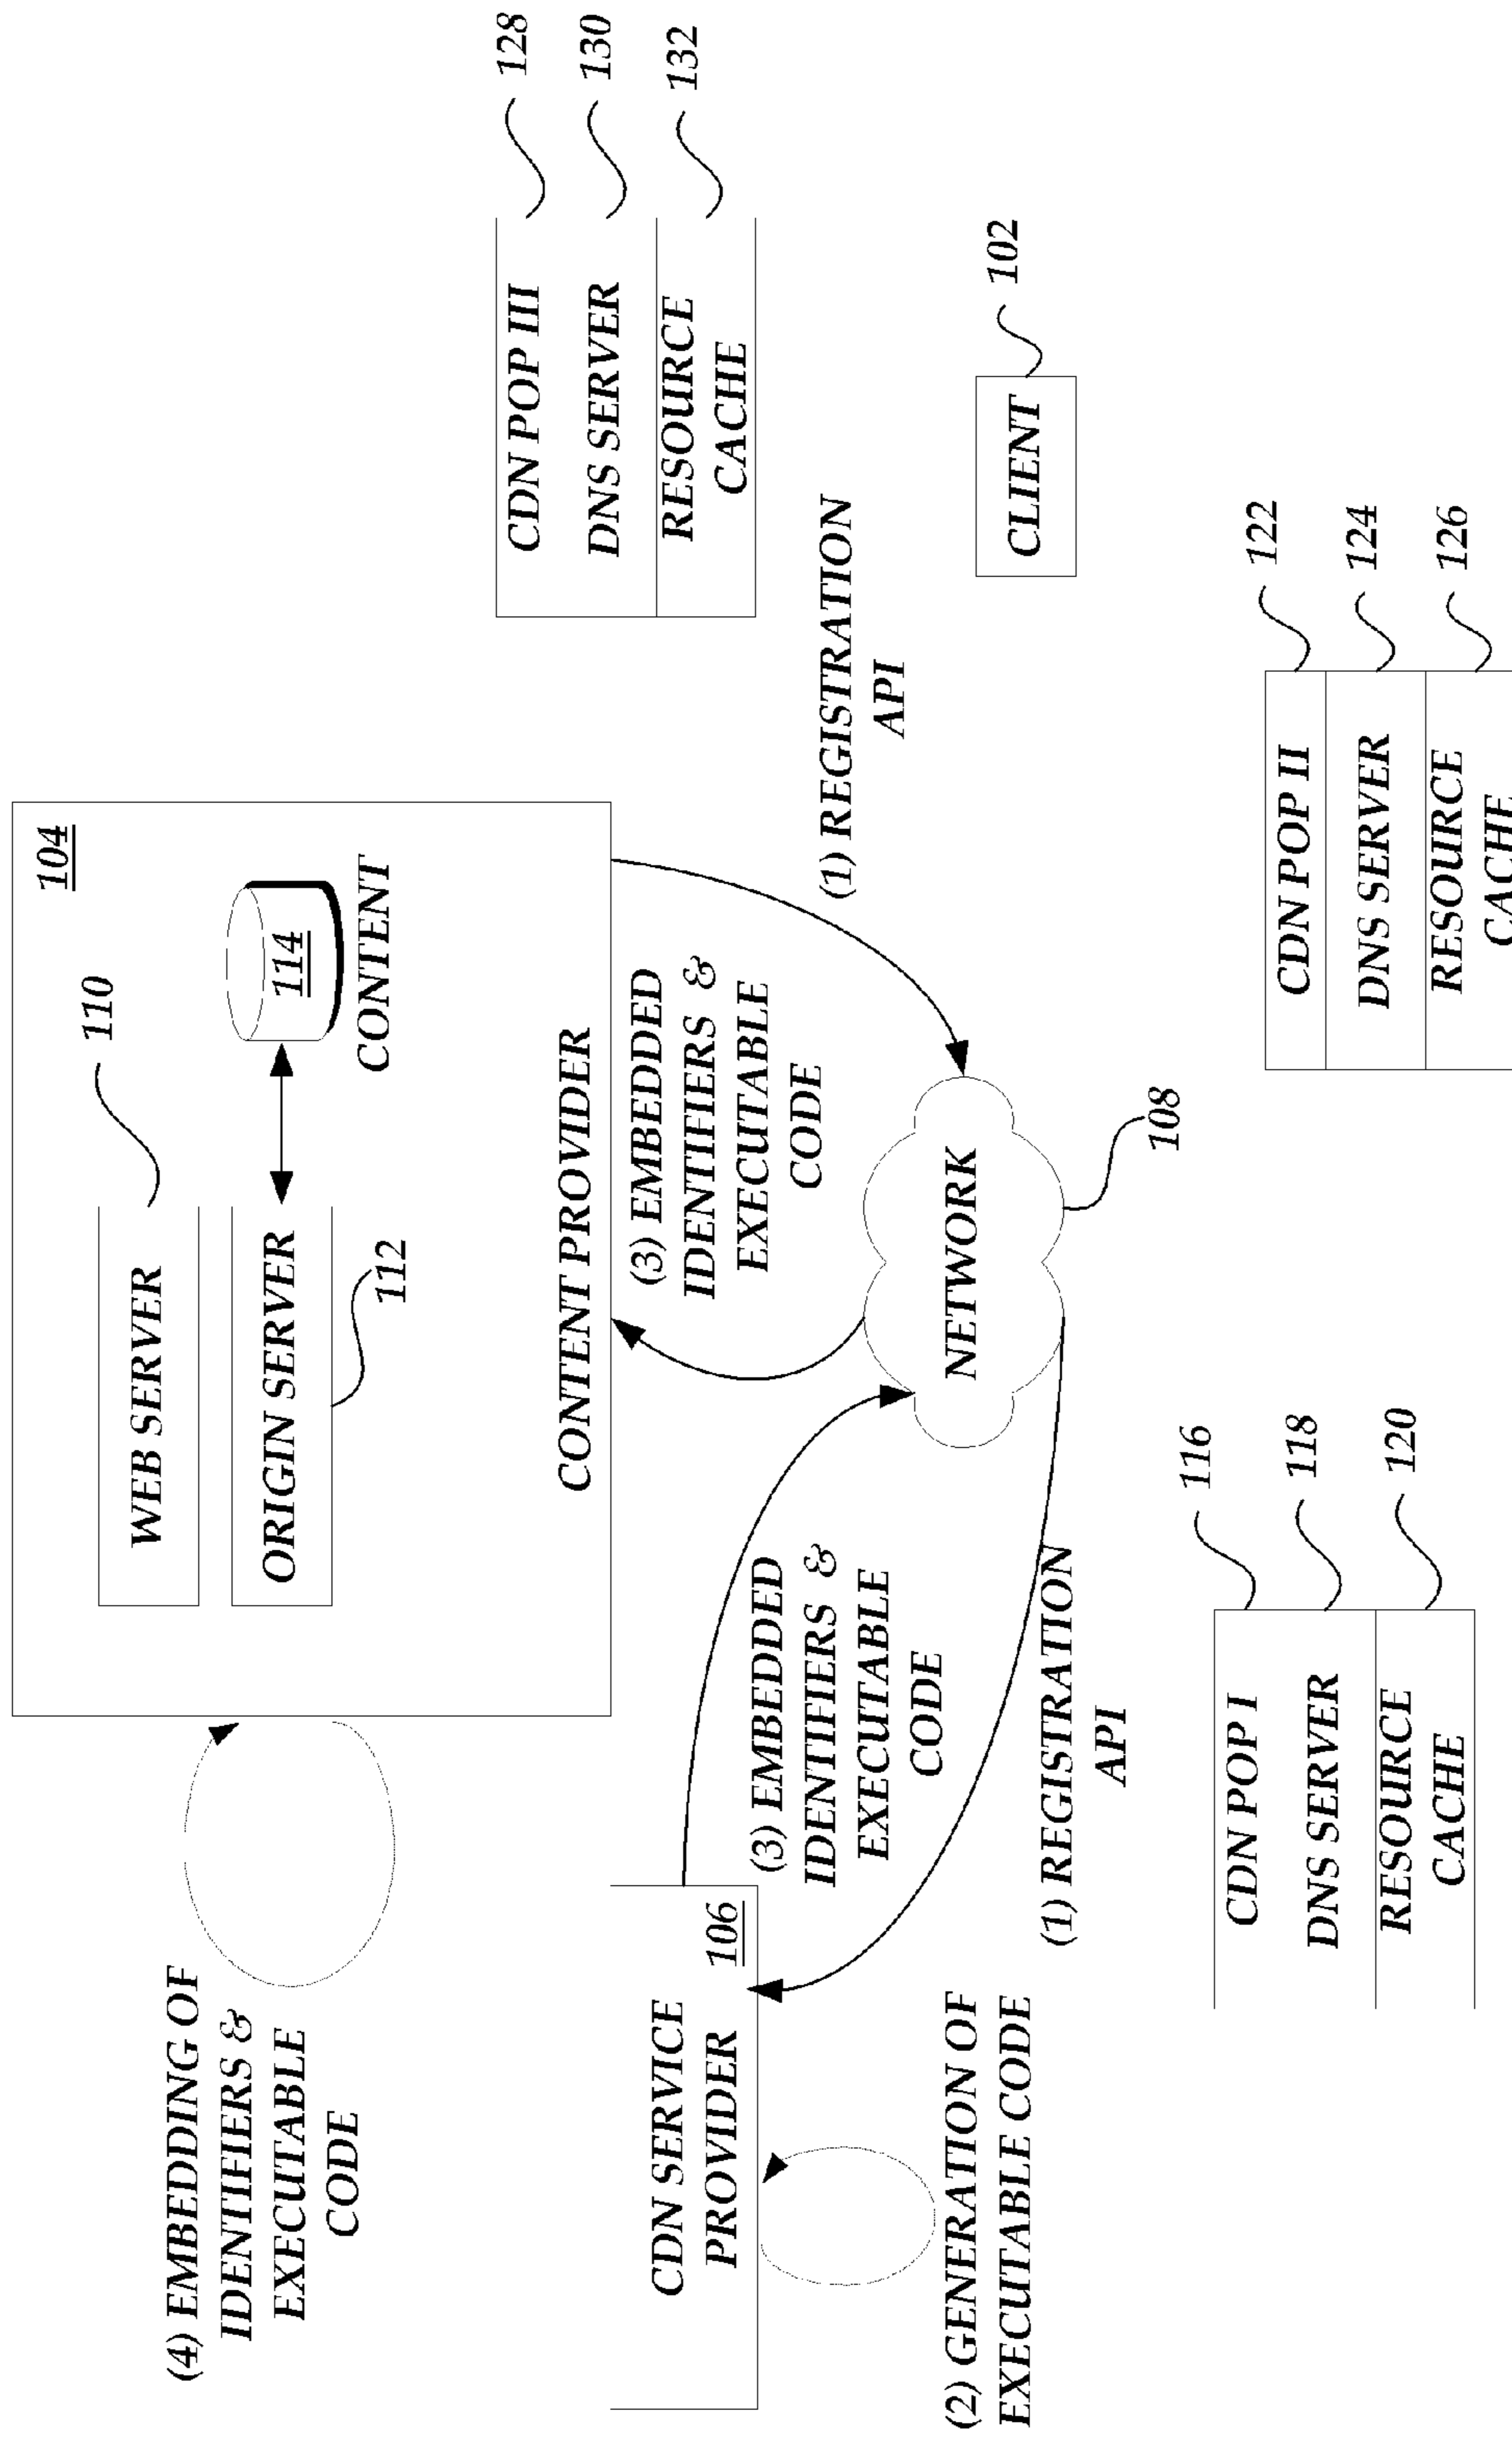 (4) EMBEDDING OF
IDENTIFIERS &
EXECUTABLE
CODE
104
WEB SERVER
110
ORIGIN SERVER
112
114
CONTENT
CONTENT PROVIDER
CDN SERVICE
PROVIDER
106
(2) GENERATION OF
EXECUTABLE CODE
(3) EMBEDDED
IDENTIFIERS &
EXECUTABLE
CODE
(3) EMBEDDED
IDENTIFIERS &
EXECUTABLE
CODE
(1) REGISTRATION
API
(1) REGISTRATION
API
NETWORK
108
CDN POP III
128
DNS SERVER
130
RESOURCE
CACHE
132
CLIENT
102
CDN POP I
116
DNS SERVER
118
RESOURCE
CACHE
120
CDN POP II
122
DNS SERVER
124
RESOURCE
CACHE
126